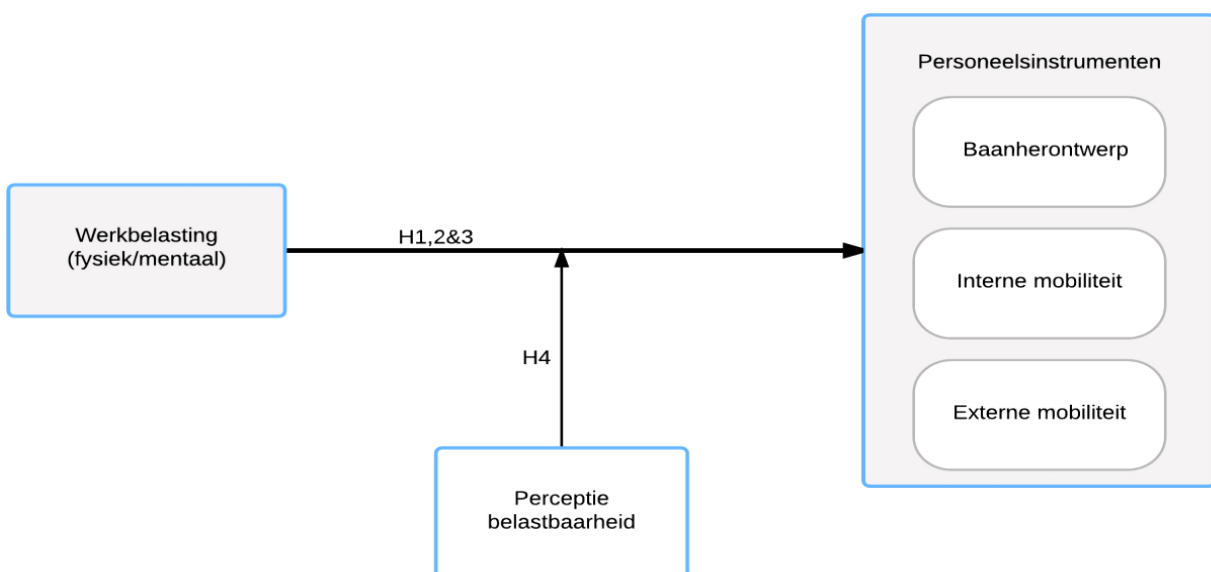 Personeelsinstrumenten
Baanherontwerp
Werkbelasting
(fysiek/mentaal)
H1,2&3
Interne mobiliteit
H4
Externe mobiliteit
Perceptie
belastbaarheid